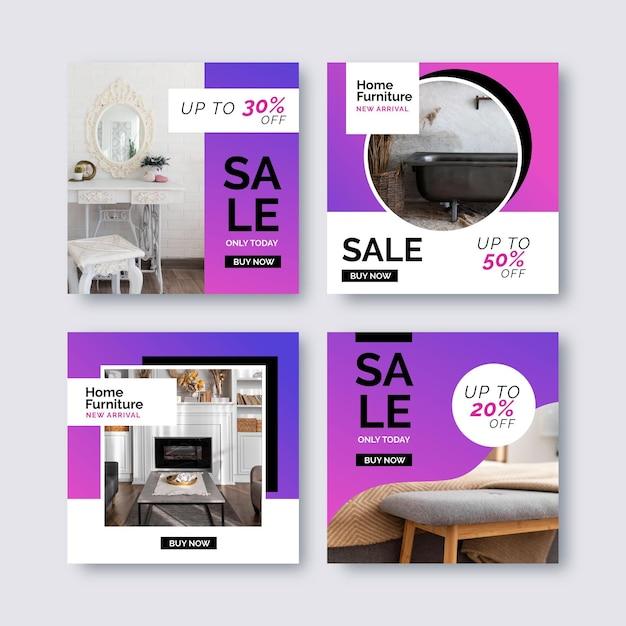 UP TO 30%
OFF
SA
LE
ONLY TODAY
BUY NOW
Home
Furniture
NEW ARRIVAL
SALE
BUY NOW
UP TO
50%
OFF
Home
Furniture
NEW ARRIVAL
BUY NOW
SA
LE
ONLY TODAY
BUY NOW
UP TO
20%
OFF